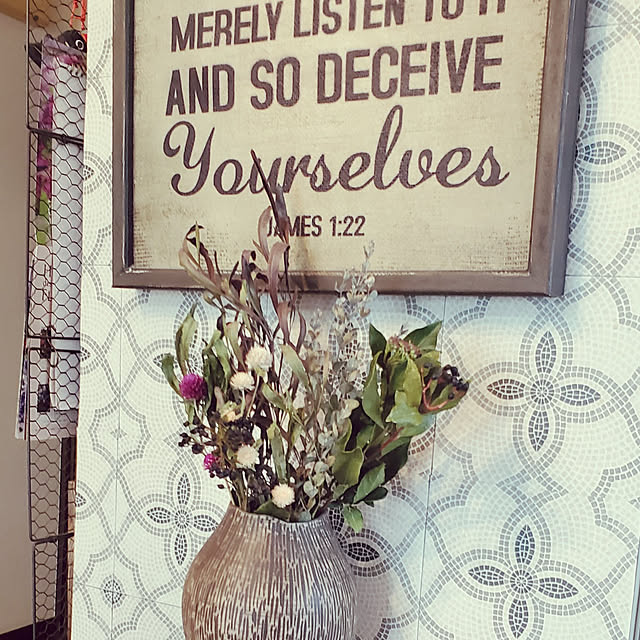 MERELY LISTEN TO IT
AND SO DECEIVE
Yourselves
JAMES 1:22